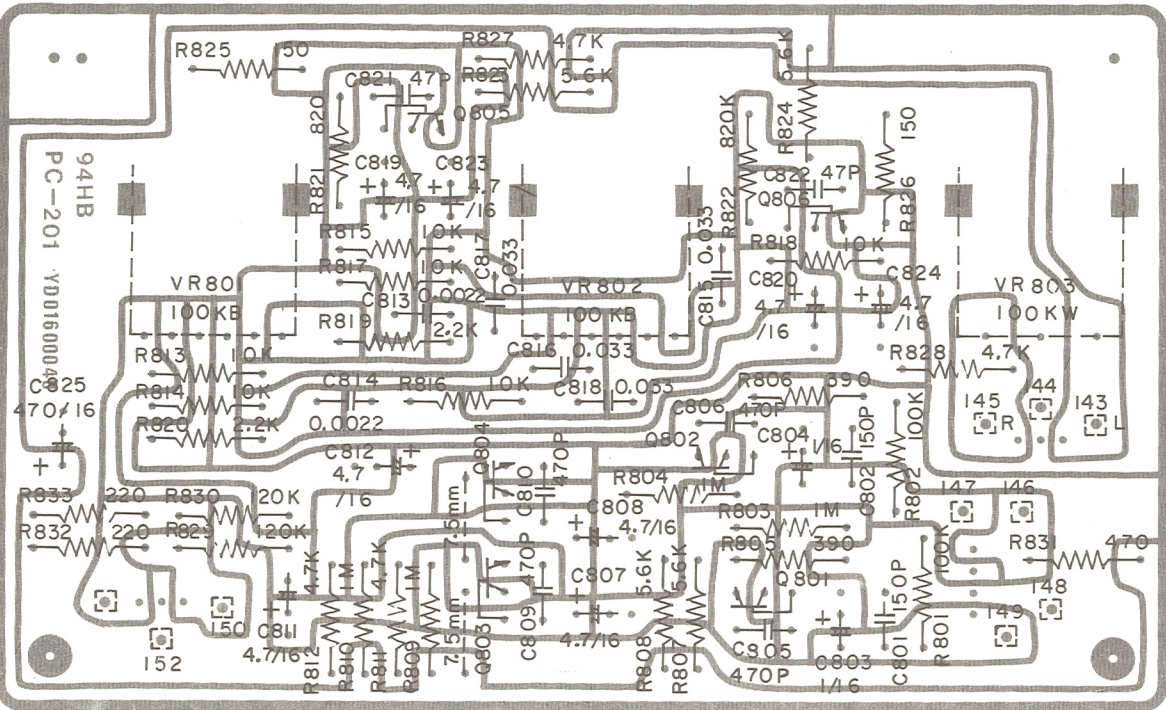 R825 150
R827 4.7K
R823 5.6K
C821 47P
Q805
820
R821
C819
4.7
/16
C823
4.7
/16
R815 10K
R817 10K
C813 0.0022
R819 2.2K
C817
0.033
5.6K
R824
820K
R822
150
R826
C822 47P
Q806
0.033
C815
R818 10K
C820
4.7
/16
C824
4.7
/16
94HB
PC-201 YD0160004
VR801
100KB
VR802
100KB
VR803
100KW
R813 10K
R814 10K
R820 2.2K
C825
470/16
C816 0.033
C814
0.0022
R816 10K
C818 0.033
R828 4.7K
R806 390
C806 470P
Q802
C804
1/16
150P
C802
100K
R802
145 R
144
143 L
C812
4.7
/16
Q804
C810
470P
R804 1M
C808
4.7/16
R803 1M
R805 390
147
146
R833 220
R832 220
R830 20K
R829 120K
7.5mm
7.5mm
470P
C809
Q803
C807
4.7/16
5.6K
5.6K
R808
R807
4.7K
1M
4.7K
1M
R812
R810
R811
R809
C811
4.7/16
150
152
Q801
C805
470P
C803
1/16
150P
C801
100K
R801
R831 470
148
149